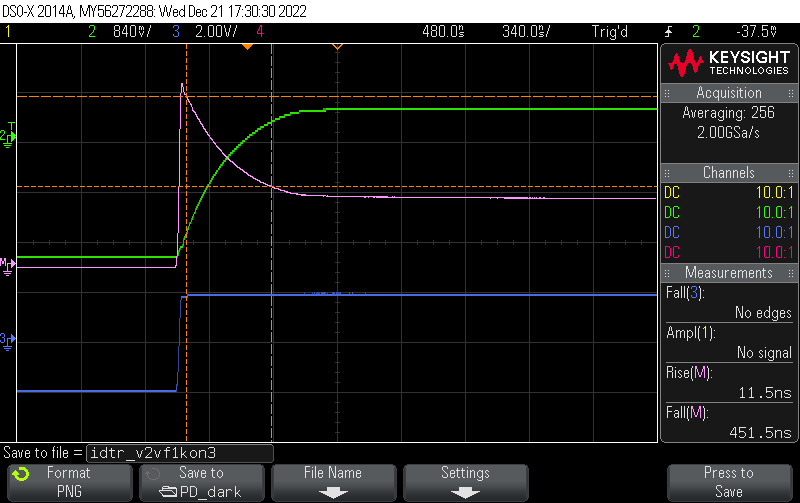 DSO-X 2014A, MY56272288: Wed Dec 21 17:30:30 2022
1 2 840♈/ 3 2.00V/ 4 480.0s 340.0s/ Trig'd 2 -37.5♈
KEYSIGHT
TECHNOLOGIES
Acquisition
Averaging: 256
2.00GSa/s
Channels
DC 10.0:1
DC 10.0:1
DC 10.0:1
DC 10.0:1
Measurements
Fall(3):
No edges
Ampl(1):
No signal
Rise(M):
11.5ns
Fall(M):
451.5ns
T
2
M
3
Save to file = idtr_v2vf1kon3
Format
PNG
Save to
PD_dark
File Name
Settings
Press to
Save